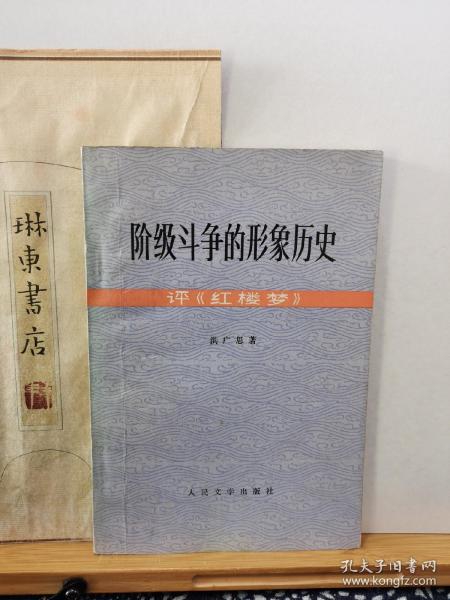 琳東書店
阶级斗争的形象历史
评《红楼梦》
洪广思著
人民文学出版社
孔夫子旧书网
www.kongfz.com